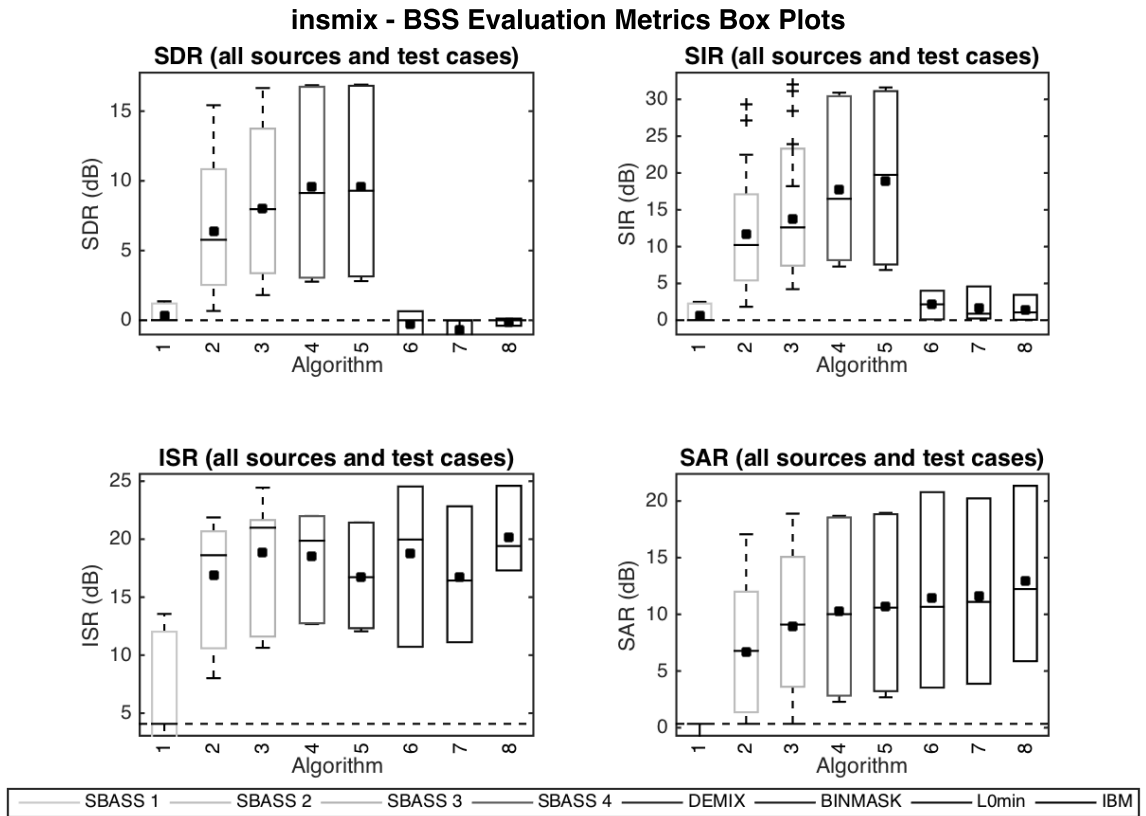 insmix - BSS Evaluation Metrics Box Plots
SDR (all sources and test cases)
SDR (dB)
15
10
5
0
1 2 3 4 5 6 7 8
Algorithm
SIR (all sources and test cases)
SIR (dB)
30
25
20
15
10
5
0
1 2 3 4 5 6 7 8
Algorithm
ISR (all sources and test cases)
ISR (dB)
25
20
15
10
5
1 2 3 4 5 6 7 8
Algorithm
SAR (all sources and test cases)
SAR (dB)
20
15
10
5
0
1 2 3 4 5 6 7 8
Algorithm
SBASS 1 SBASS 2 SBASS 3 SBASS 4 DEMIX BINMASK L0min IBM